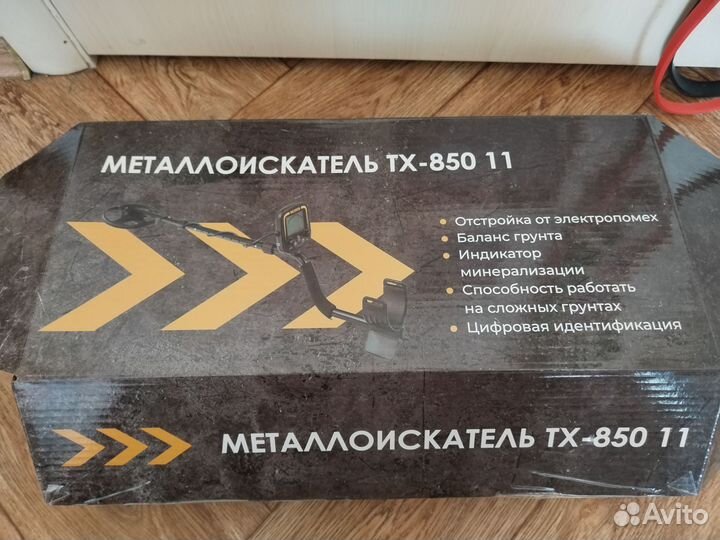 МЕТАЛЛОИСКАТЕЛЬ TX-850 11
• Отстройка от электропомех
• Баланс грунта
• Индикатор
минерализации
• Способность работать
на сложных грунтах
• Цифровая идентификация
МЕТАЛЛОИСКАТЕЛЬ TX-850 11
Avito